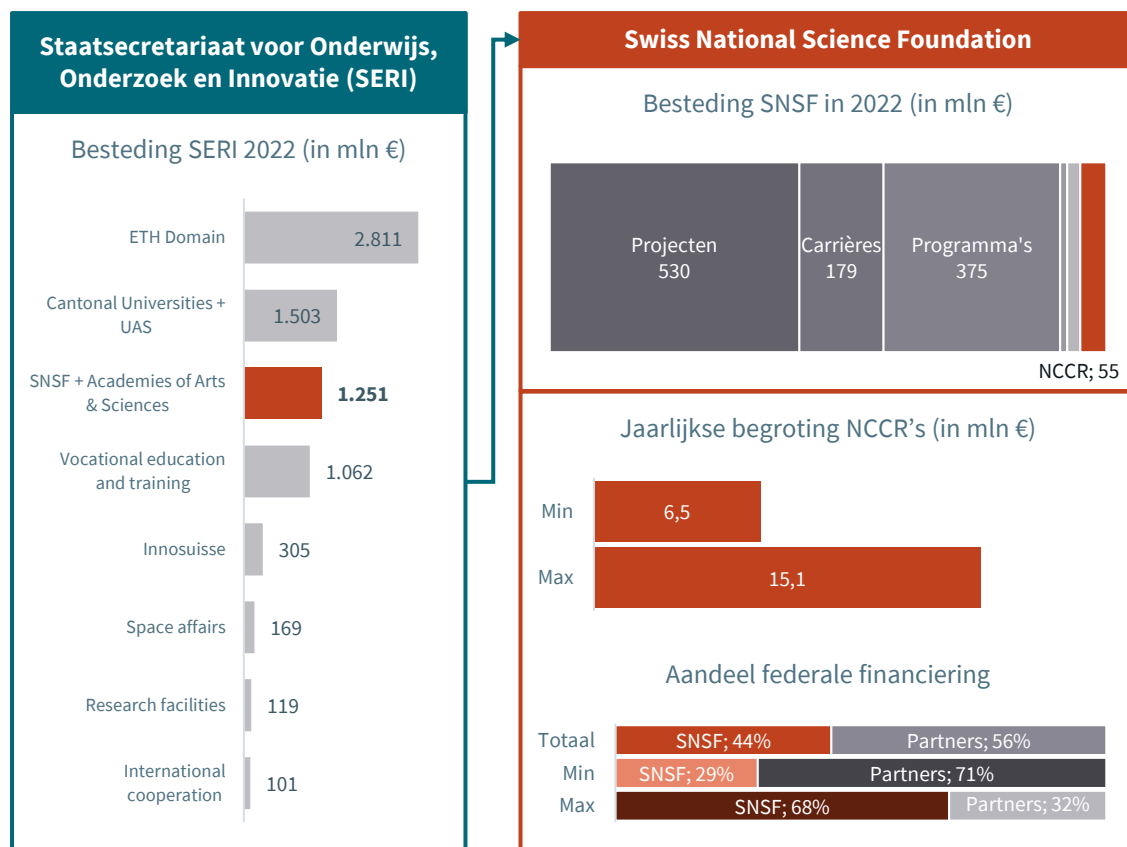 Staatsecretariaat voor Onderwijs,
Onderzoek en Innovatie (SERI)
Besteding SERI 2022 (in mln €)
ETH Domain
2.811
Cantonal Universities +
UAS
1.503
SNSF + Academies of Arts
& Sciences
1.251
Vocational education
and training
1.062
Innosuisse
305
Space affairs
169
Research facilities
119
International
cooperation
101
Swiss National Science Foundation
Besteding SNSF in 2022 (in mln €)
Projecten
530
Carrières
179
Programma's
375
NCCR; 55
Jaarlijkse begroting NCCR’s (in mln €)
Min
6,5
Max
15,1
Aandeel federale financiering
Totaal
SNSF; 44%
Partners; 56%
Min
SNSF; 29%
Partners; 71%
Max
SNSF; 68%
Partners; 32%